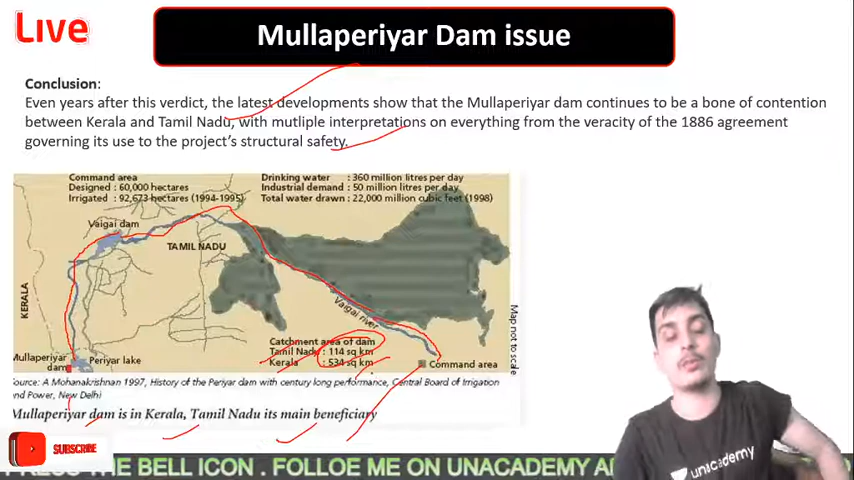 Live
Mullaperiyar Dam issue
Conclusion:
Even years after this verdict, the latest developments show that the Mullaperiyar dam continues to be a bone of contention
between Kerala and Tamil Nadu, with mutliple interpretations on everything from the veracity of the 1886 agreement
governing its use to the project's structural safety.
Command area
Designed : 60,000 hectares
Irrigated : 92,673 hectares (1994-1995)
Drinking water : 360 million litres per day
Industrial demand : 50 million litres per day
Total water drawn : 22,000 million cubic feet (1998)
Vaigai dam
TAMIL NADU
KERALA
Vaigai river
Map not to scale
Catchment area of dam
Tamil Nadu : 114 sq km
Kerala : 534 sq km
Mullaperiyar
dam
Periyar lake
Command area
ource: A Mohanakrishnan 1997, History of the Periyar dam with century long performance, Central Board of Irrigation
nd Power, New Delhi
Mullaperiyar dam is in Kerala, Tamil Nadu its main beneficiary
SUBSCRIBE
unacademy
PRESS THE BELL ICON . FOLLOE ME ON UNACADEMY A